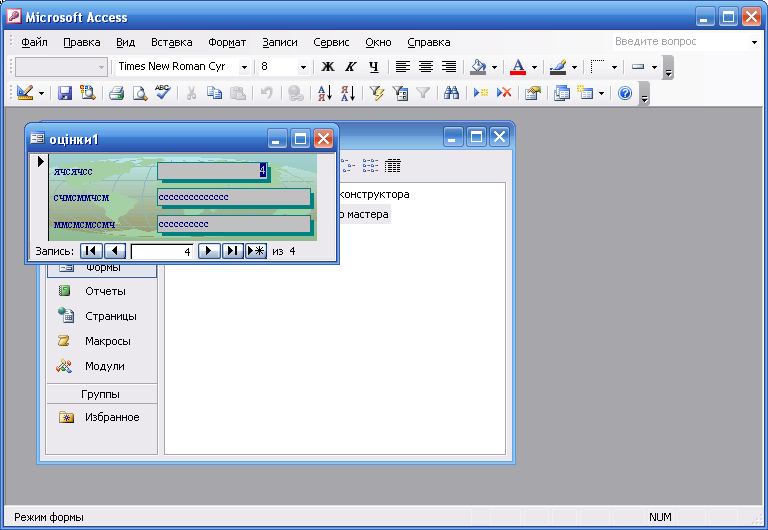 Microsoft Access
Файл Правка Вид Вставка Формат Записи Сервис Окно Справка Введите вопрос
Times New Roman Cyr 8 Ж К Ч
оцінки1
ячсячсс 4
счмсммчсм сссссссссссссс
ммсмсмссмч сссссссссс
Запись: 4 из 4
конструктора
о мастера
Формы
Отчеты
Страницы
Макросы
Модули
Группы
Избранное
Режим формы NUM